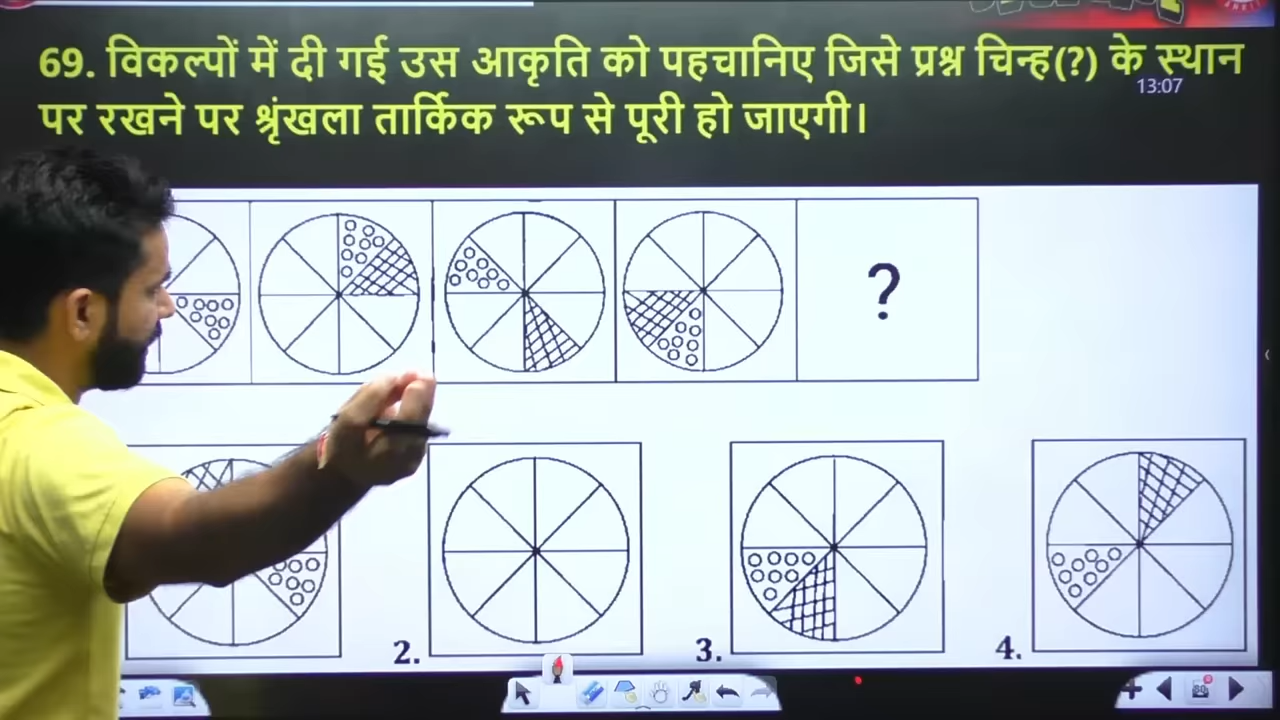 69. विकल्पों में दी गई उस आकृति को पहचानिए जिसे प्रश्न चिन्ह(?) के स्थान
13:07
पर रखने पर श्रृंखला तार्किक रूप से पूरी हो जाएगी।
?
2.
3.
4.